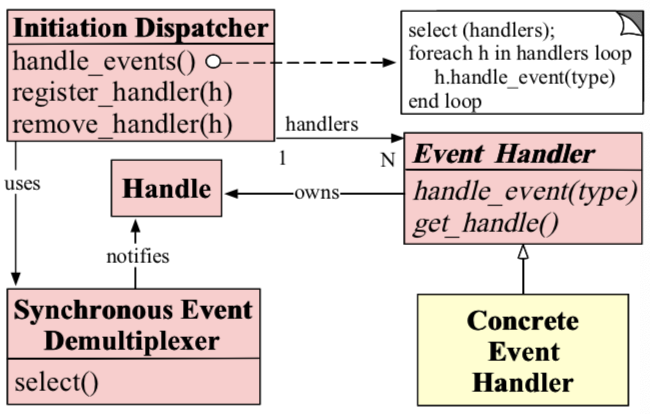 Initiation Dispatcher
handle_events()
register_handler(h)
remove_handler(h)
select (handlers);
foreach h in handlers loop
h.handle_event(type)
end loop
handlers
1
N
uses
Handle
owns
Event Handler
handle_event(type)
get_handle()
notifies
Synchronous Event
Demultiplexer
select()
Concrete
Event
Handler